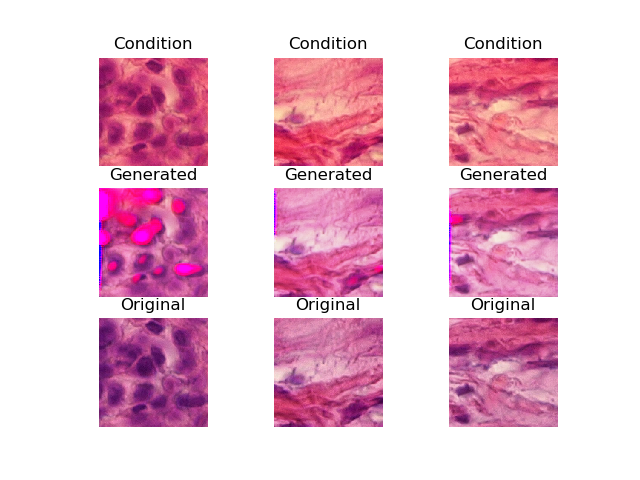 Condition Condition Condition
Generated Generated Generated
Original Original Original